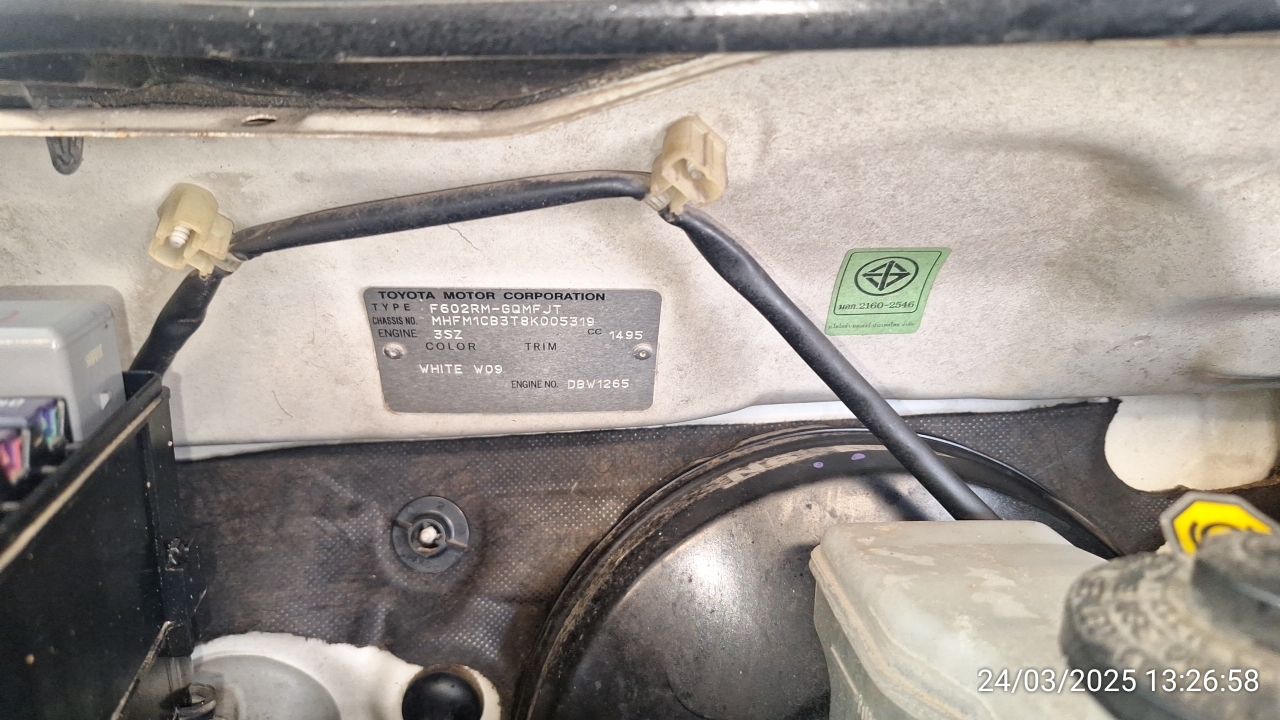 TOYOTA MOTOR CORPORATION
TYPE F602RM-GQMFJT
CHASSIS NO. MHFM1CB3T8K005319
ENGINE 3SZ CC 1495
COLOR TRIM
WHITE W09
ENGINE NO. DBW1265
มอก.2160-2546
24/03/2025 13:26:58